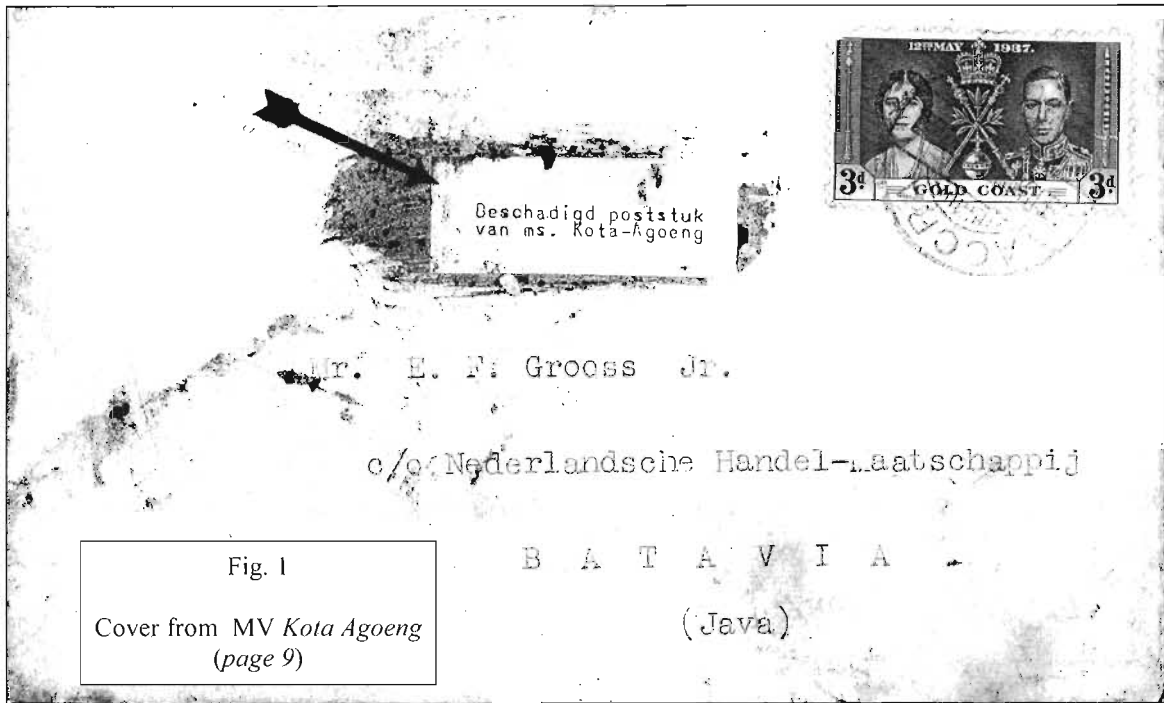 12TH MAY 1937.
3d. GOLD COAST 3d.
ACCR
Beschadigd poststuk
van ms. Kota-Agoeng
Mr. E. F. Grooss Jr.
c/o Nederlandsche Handel-Maatschappij
B A T A V I A
(Java)
Fig. 1
Cover from MV Kota Agoeng
(page 9)